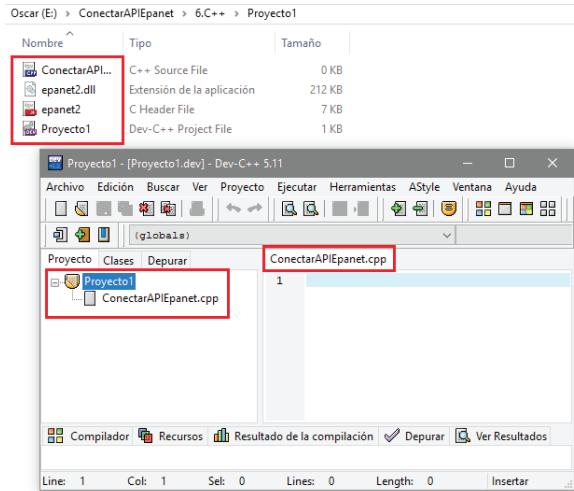 Oscar (E:) > ConectarAPIEpanet > 6.C++ > Proyecto1
Nombre Tipo Tamaño
ConectarAPI... C++ Source File 0 KB
epanet2.dll Extensión de la aplicación 212 KB
epanet2 C Header File 7 KB
Proyecto1 Dev-C++ Project File 1 KB
Proyecto1 - [Proyecto1.dev] - Dev-C++ 5.11
Archivo Edición Buscar Ver Proyecto Ejecutar Herramientas AStyle Ventana Ayuda
(globals)
Proyecto Clases Depurar ConectarAPIEpanet.cpp
Proyecto1 1
ConectarAPIEpanet.cpp
Compilador Recursos Resultado de la compilación Depurar Ver Resultados
Line: 1 Col: 1 Sel: 0 Lines: 0 Length: 0 Insertar